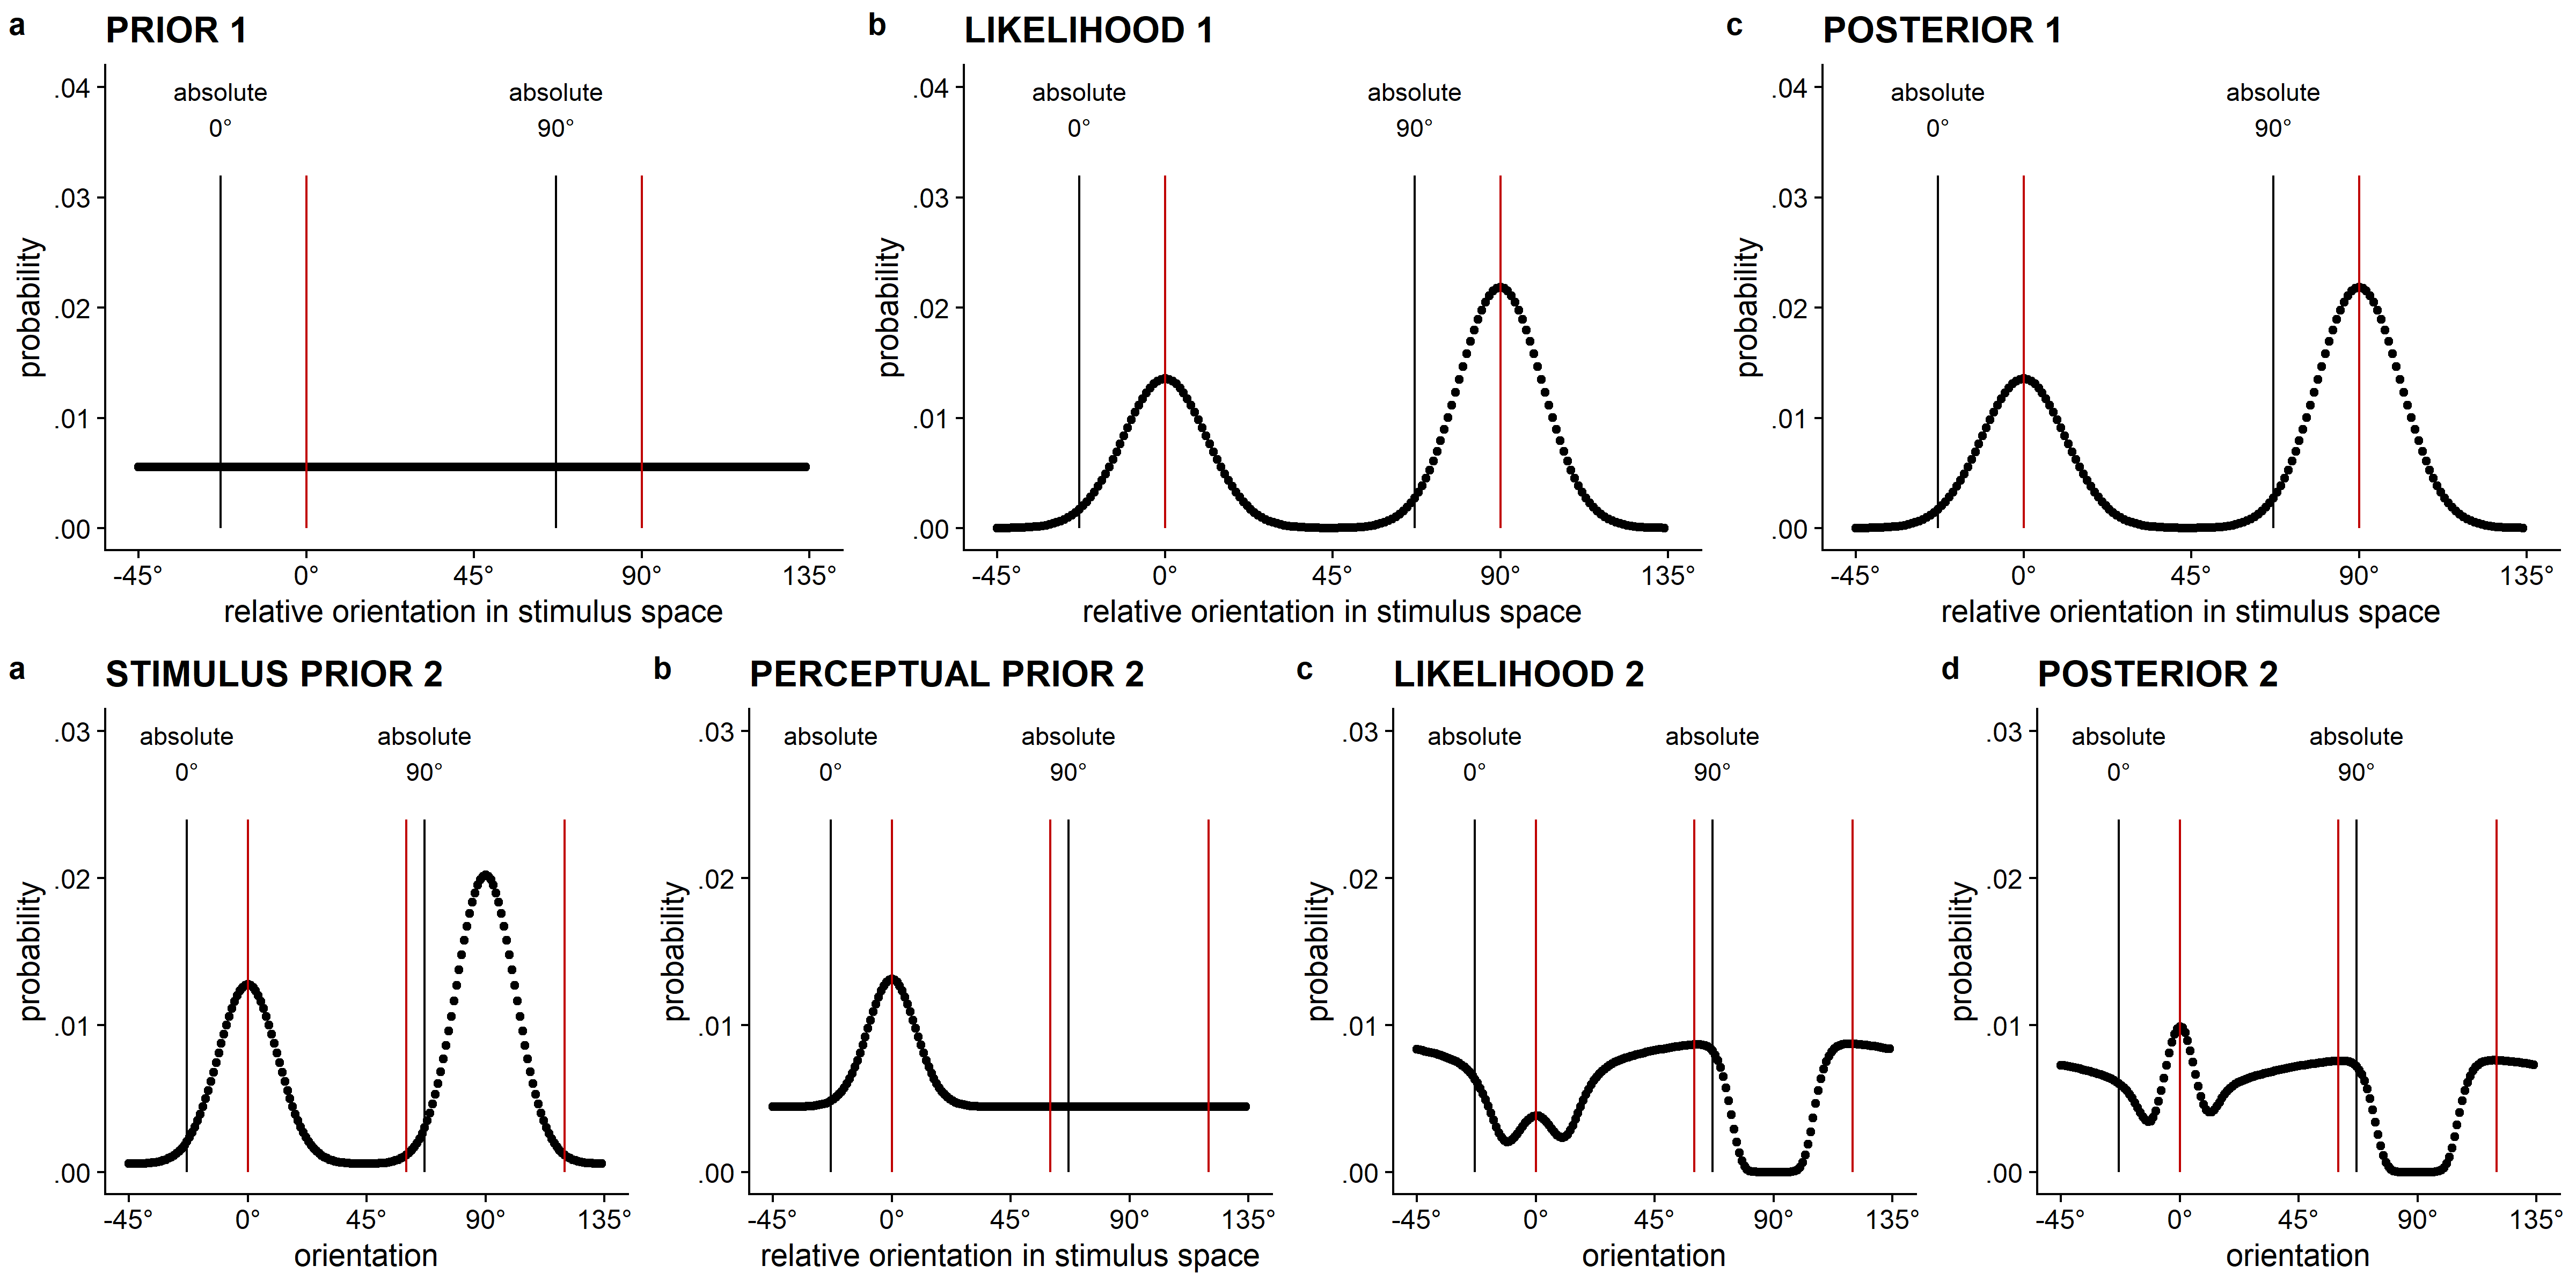 a PRIOR 1
absolute
0°
absolute
90°
.04
.03
.02
.01
.00
probability
-45° 0° 45° 90° 135°
relative orientation in stimulus space
b LIKELIHOOD 1
absolute
0°
absolute
90°
.04
.03
.02
.01
.00
probability
-45° 0° 45° 90° 135°
relative orientation in stimulus space
c POSTERIOR 1
absolute
0°
absolute
90°
.04
.03
.02
.01
.00
probability
-45° 0° 45° 90° 135°
relative orientation in stimulus space
a STIMULUS PRIOR 2
absolute
0°
absolute
90°
.03
.02
.01
.00
probability
-45° 0° 45° 90° 135°
orientation
b PERCEPTUAL PRIOR 2
absolute
0°
absolute
90°
.03
.02
.01
.00
probability
-45° 0° 45° 90° 135°
relative orientation in stimulus space
c LIKELIHOOD 2
absolute
0°
absolute
90°
.03
.02
.01
.00
probability
-45° 0° 45° 90° 135°
orientation
d POSTERIOR 2
absolute
0°
absolute
90°
.03
.02
.01
.00
probability
-45° 0° 45° 90° 135°
orientation